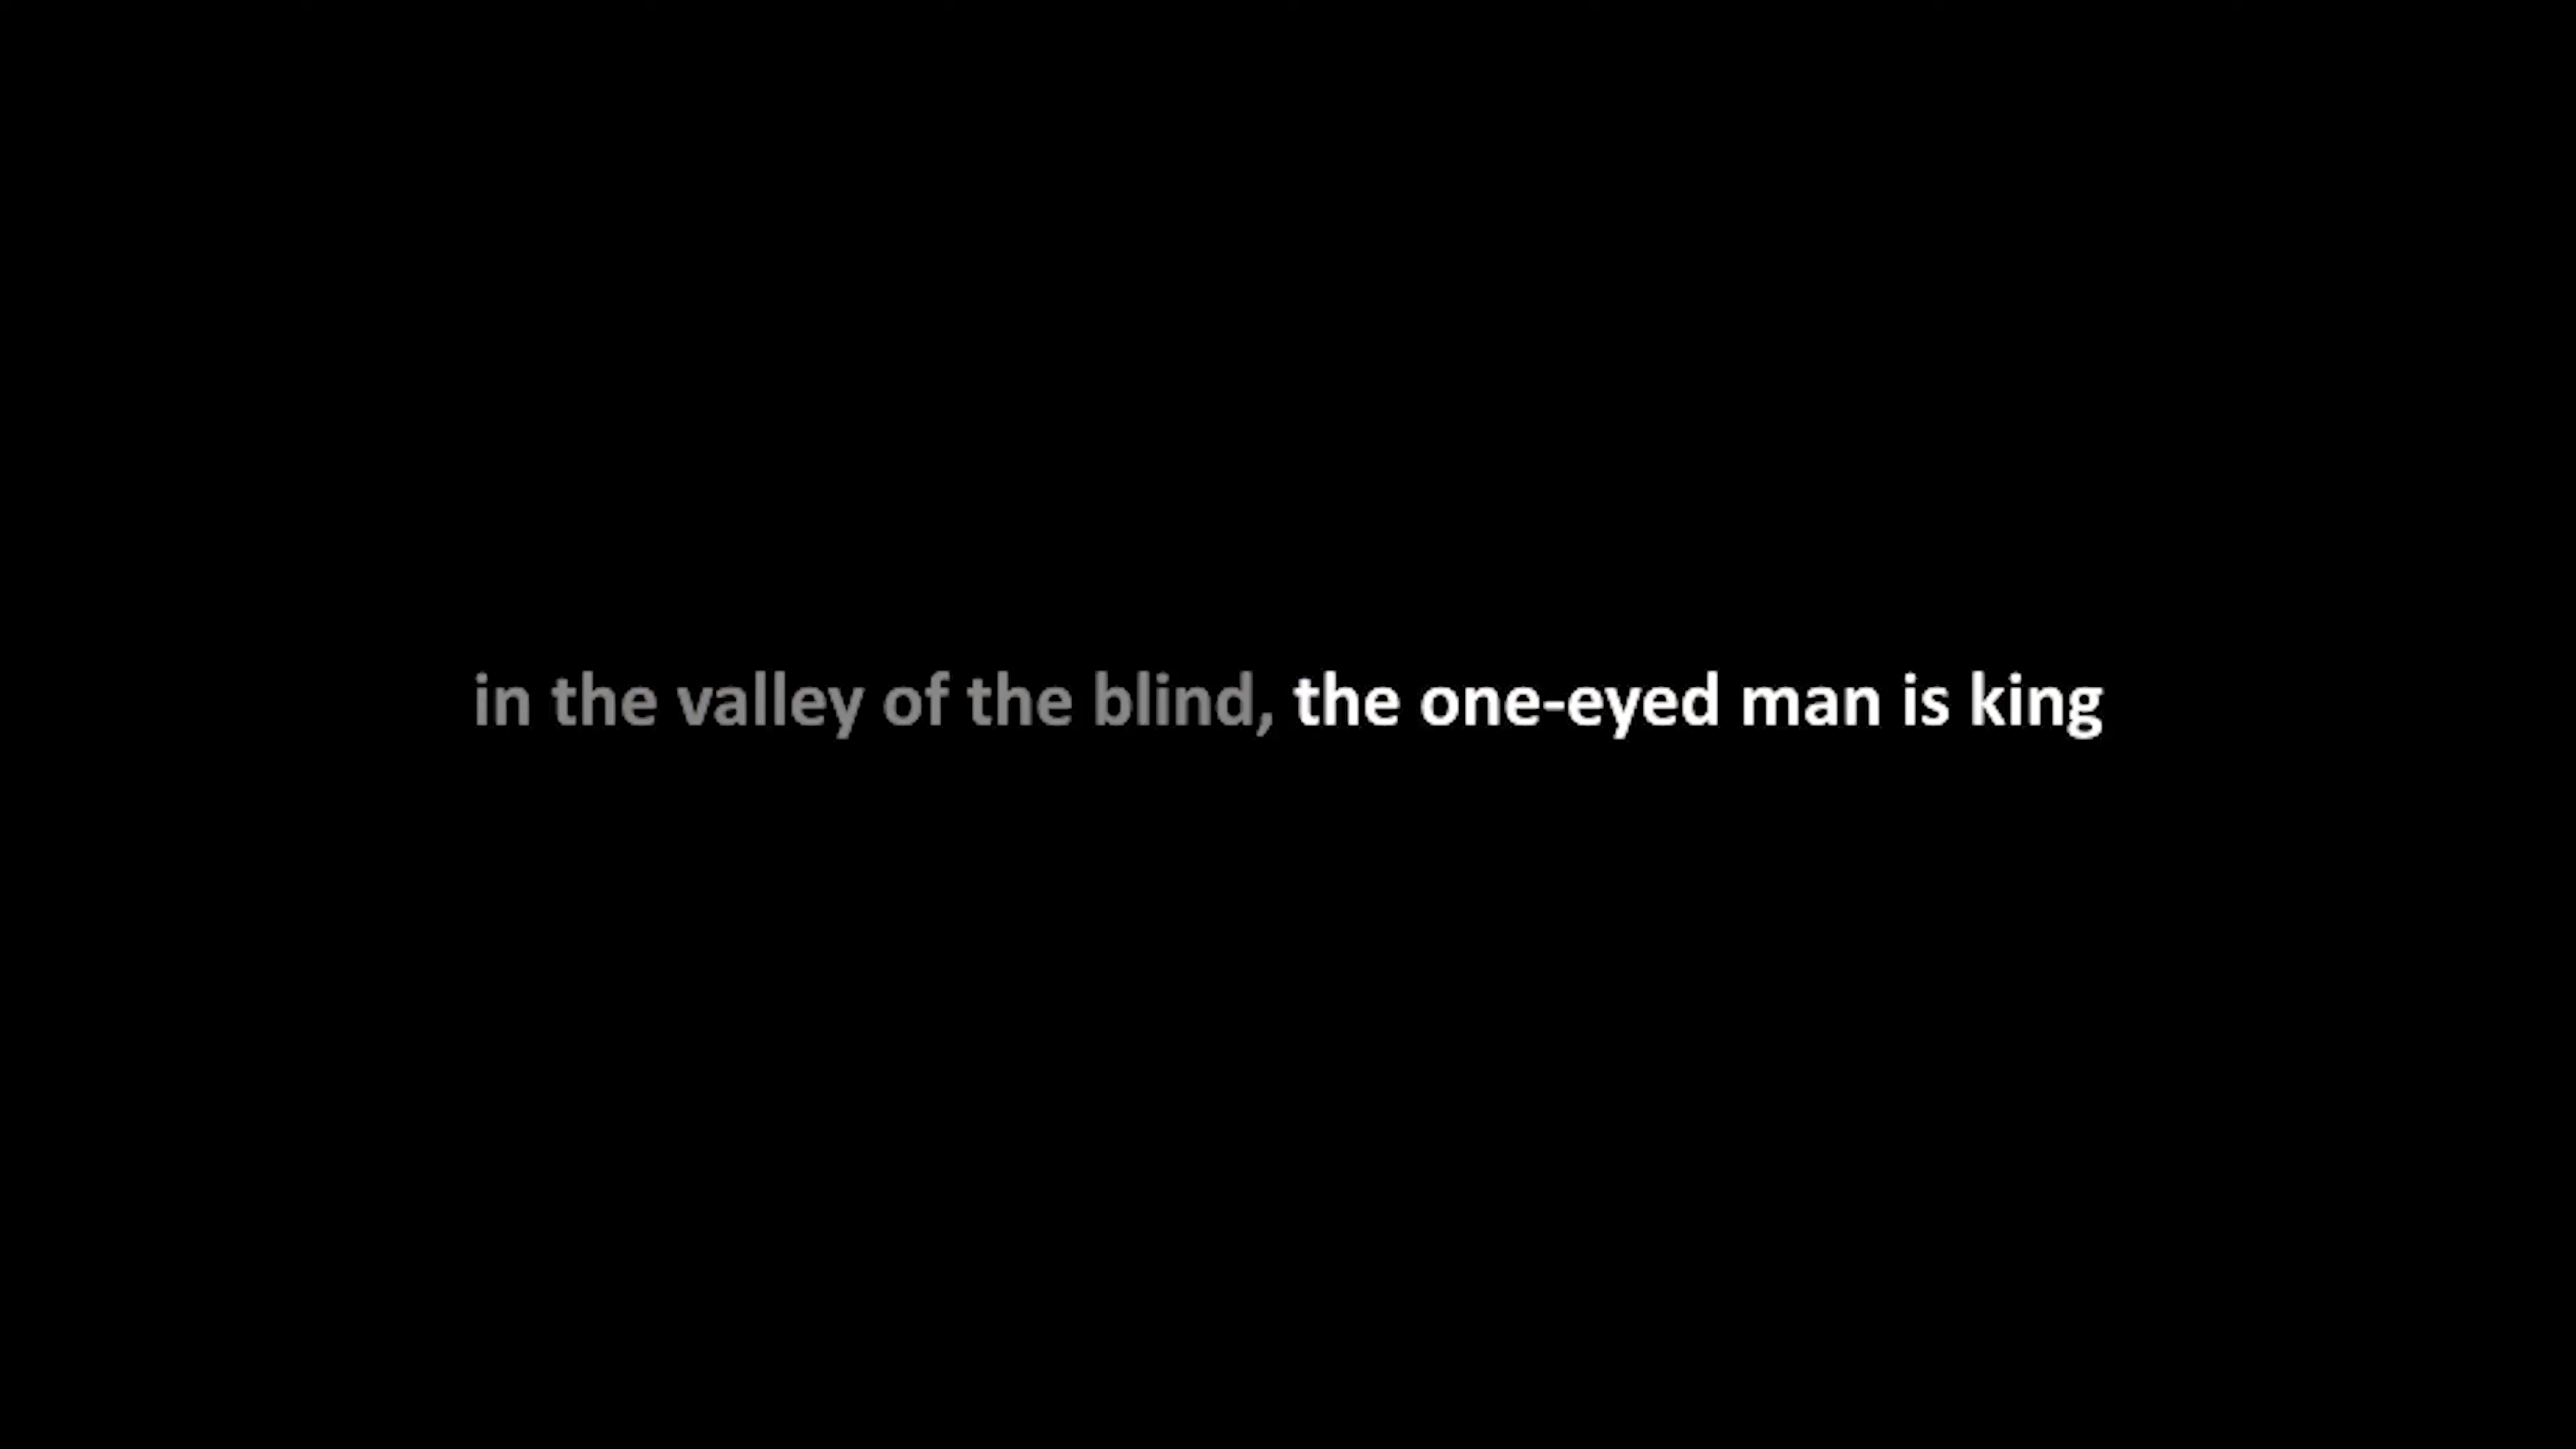 in the valley of the blind, the one-eyed man is king